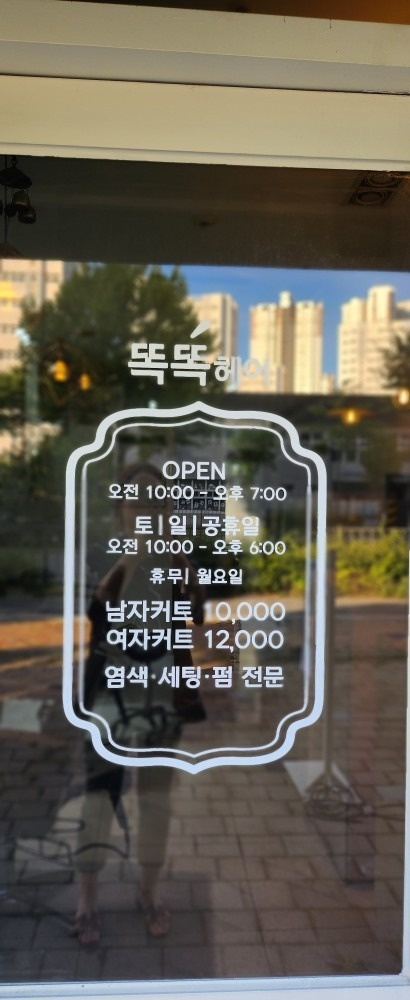 똑똑헤어
OPEN
오전 10:00 - 오후 7:00
토|일|공휴일
오전 10:00 - 오후 6:00
휴무| 월요일
남자커트 10,000
여자커트 12,000
염색·세팅·펌 전문